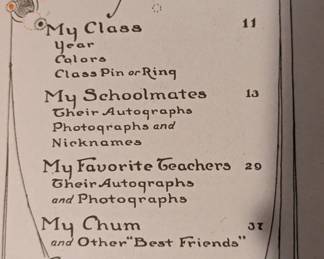 My Class 11
Year
Colors
Class Pin or Ring
My Schoolmates 13
Their Autographs
Photographs and
Nicknames
My Favorite Teachers 29
Their Autographs
and Photographs
My Chum 37
and Other "Best Friends"